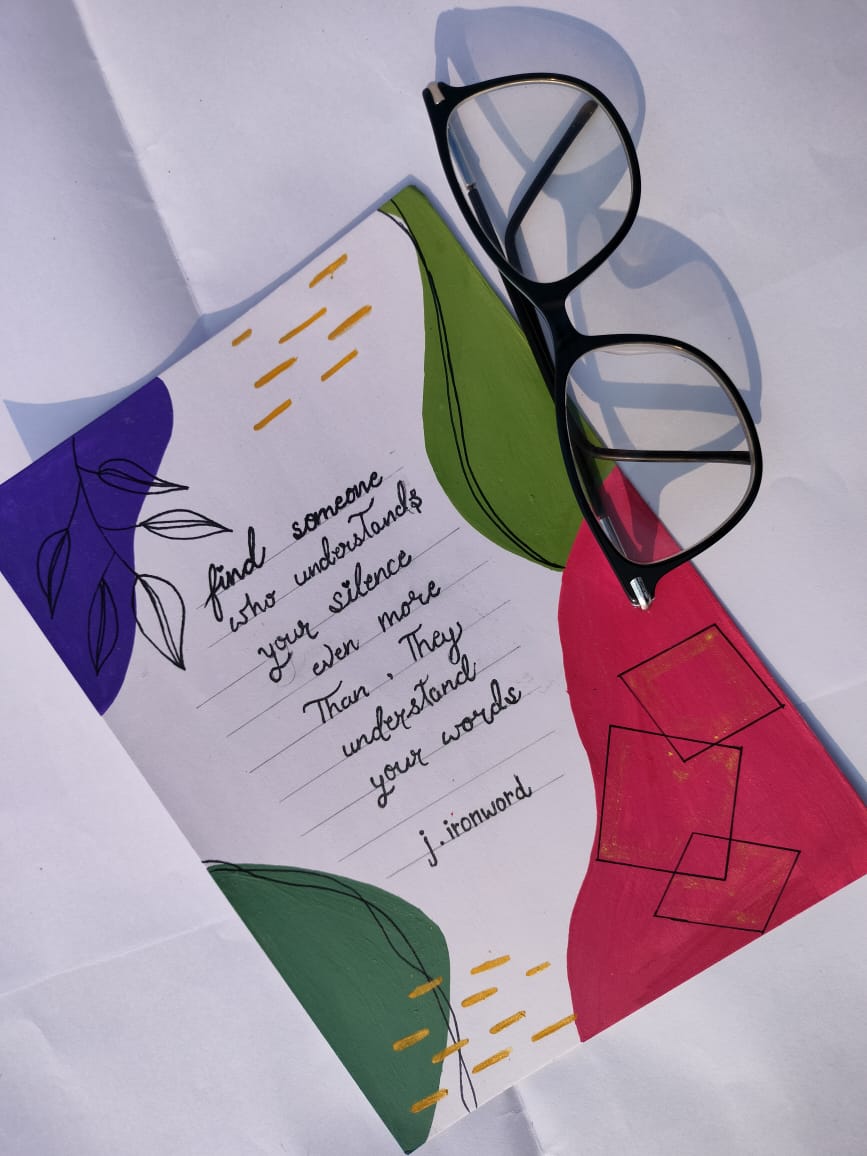 find someone
who understands
your silence
even more
Than, They
understand
your words
j. ironword